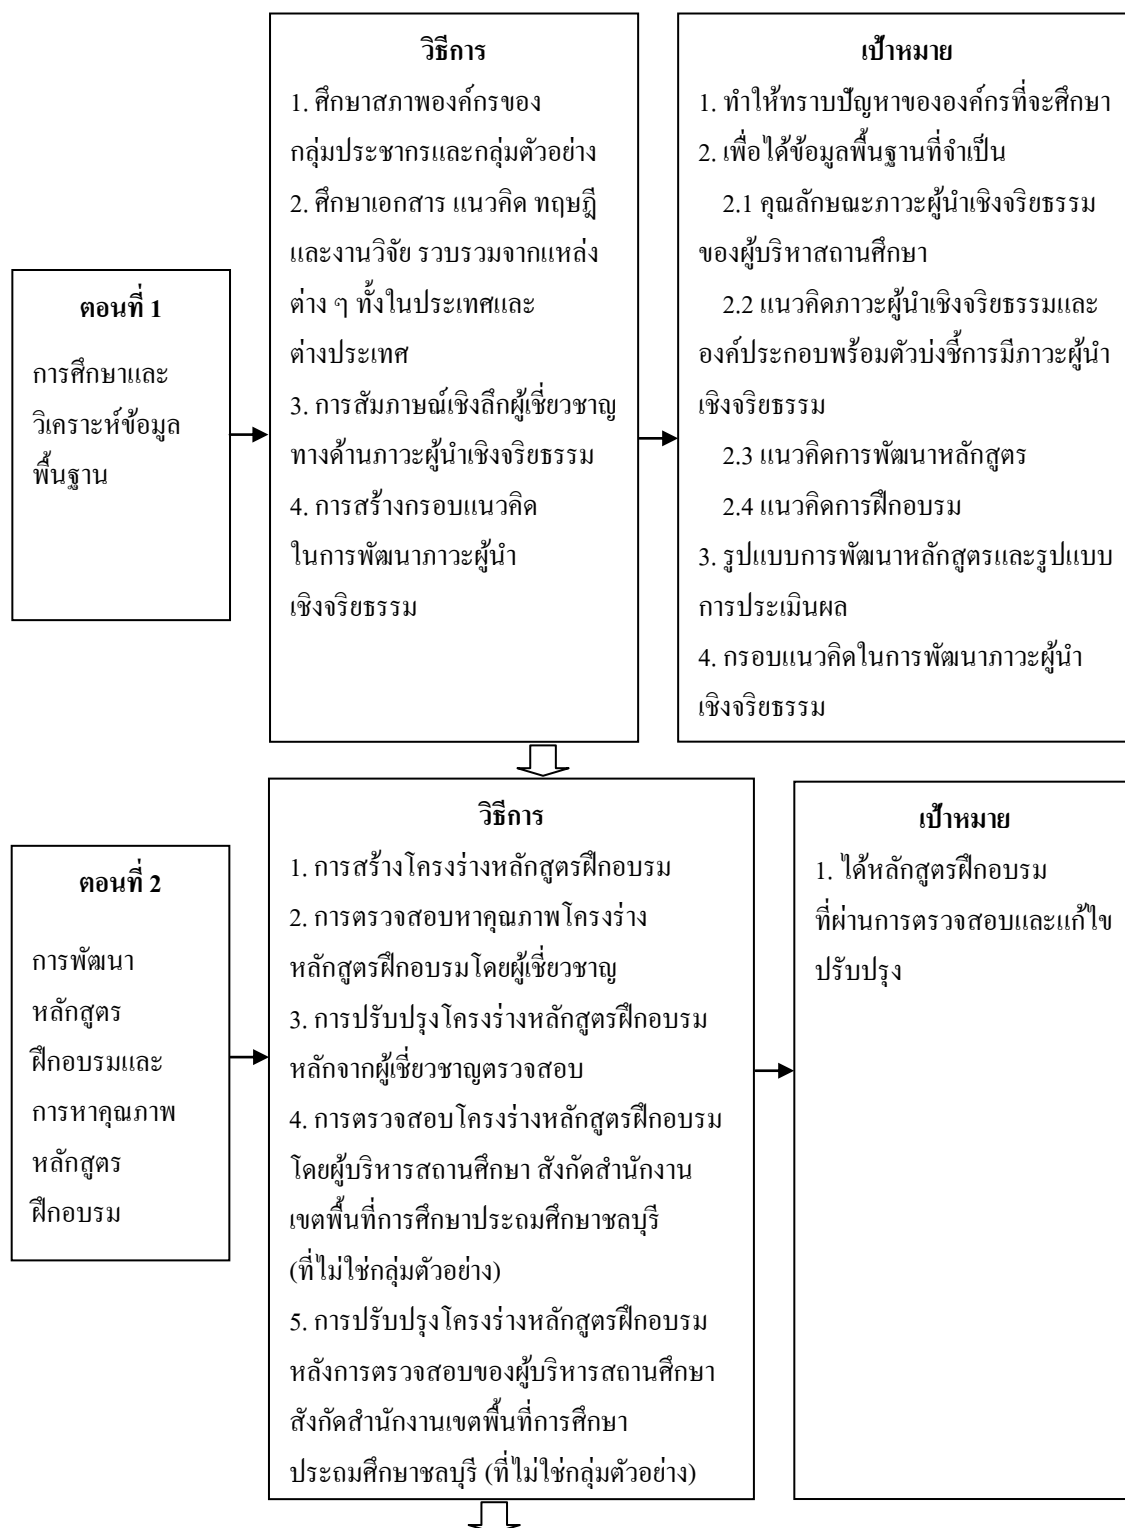 ตอนที่ 1
การศึกษาและ
วิเคราะห์ข้อมูล
พื้นฐาน
วิธีการ
1. ศึกษาสภาพองค์กรของ
กลุ่มประชากรและกลุ่มตัวอย่าง
2. ศึกษาเอกสาร แนวคิด ทฤษฎี
และงานวิจัย รวบรวมจากแหล่ง
ต่าง ๆ ทั้งในประเทศและ
ต่างประเทศ
3. การสัมภาษณ์เชิงลึกผู้เชี่ยวชาญ
ทางด้านภาวะผู้นำเชิงจริยธรรม
4. การสร้างกรอบแนวคิด
ในการพัฒนาภาวะผู้นำ
เชิงจริยธรรม
เป้าหมาย
1. ทำให้ทราบปัญหาขององค์กรที่จะศึกษา
2. เพื่อได้ข้อมูลพื้นฐานที่จำเป็น
2.1 คุณลักษณะภาวะผู้นำเชิงจริยธรรม
ของผู้บริหาสถานศึกษา
2.2 แนวคิดภาวะผู้นำเชิงจริยธรรมและ
องค์ประกอบพร้อมตัวบ่งชี้การมีภาวะผู้นำ
เชิงจริยธรรม
2.3 แนวคิดการพัฒนาหลักสูตร
2.4 แนวคิดการฝึกอบรม
3. รูปแบบการพัฒนาหลักสูตรและรูปแบบ
การประเมินผล
4. กรอบแนวคิดในการพัฒนาภาวะผู้นำ
เชิงจริยธรรม
ตอนที่ 2
การพัฒนา
หลักสูตร
ฝึกอบรมและ
การหาคุณภาพ
หลักสูตร
ฝึกอบรม
วิธีการ
1. การสร้างโครงร่างหลักสูตรฝึกอบรม
2. การตรวจสอบหาคุณภาพโครงร่าง
หลักสูตรฝึกอบรมโดยผู้เชี่ยวชาญ
3. การปรับปรุงโครงร่างหลักสูตรฝึกอบรม
หลักจากผู้เชี่ยวชาญตรวจสอบ
4. การตรวจสอบโครงร่างหลักสูตรฝึกอบรม
โดยผู้บริหารสถานศึกษา สังกัดสำนักงาน
เขตพื้นที่การศึกษาประถมศึกษาชลบุรี
(ที่ไม่ใช่กลุ่มตัวอย่าง)
5. การปรับปรุงโครงร่างหลักสูตรฝึกอบรม
หลังการตรวจสอบของผู้บริหารสถานศึกษา
สังกัดสำนักงานเขตพื้นที่การศึกษา
ประถมศึกษาชลบุรี (ที่ไม่ใช่กลุ่มตัวอย่าง)
เป้าหมาย
1. ได้หลักสูตรฝึกอบรม
ที่ผ่านการตรวจสอบและแก้ไข
ปรับปรุง